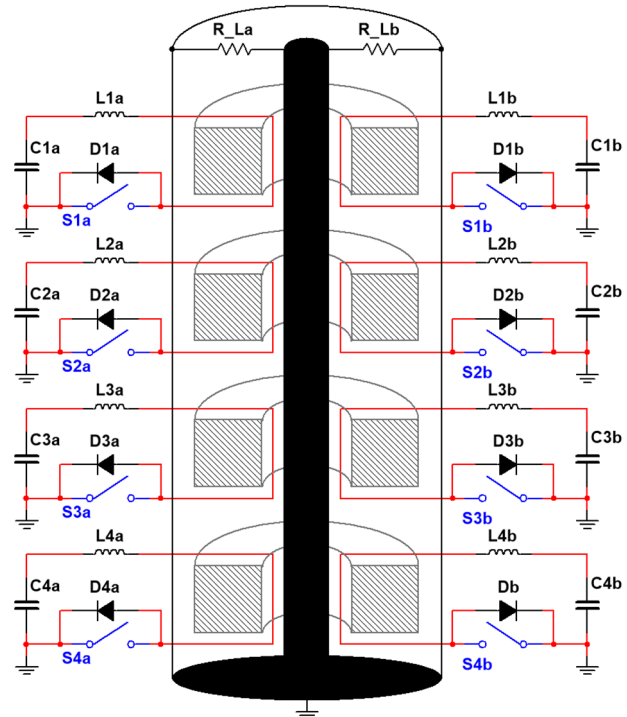 R_La R_Lb
L1a L1b
C1a D1a D1b C1b
S1a S1b
L2a L2b
C2a D2a D2b C2b
S2a S2b
L3a L3b
C3a D3a D3b C3b
S3a S3b
L4a L4b
C4a D4a Db C4b
S4a S4b